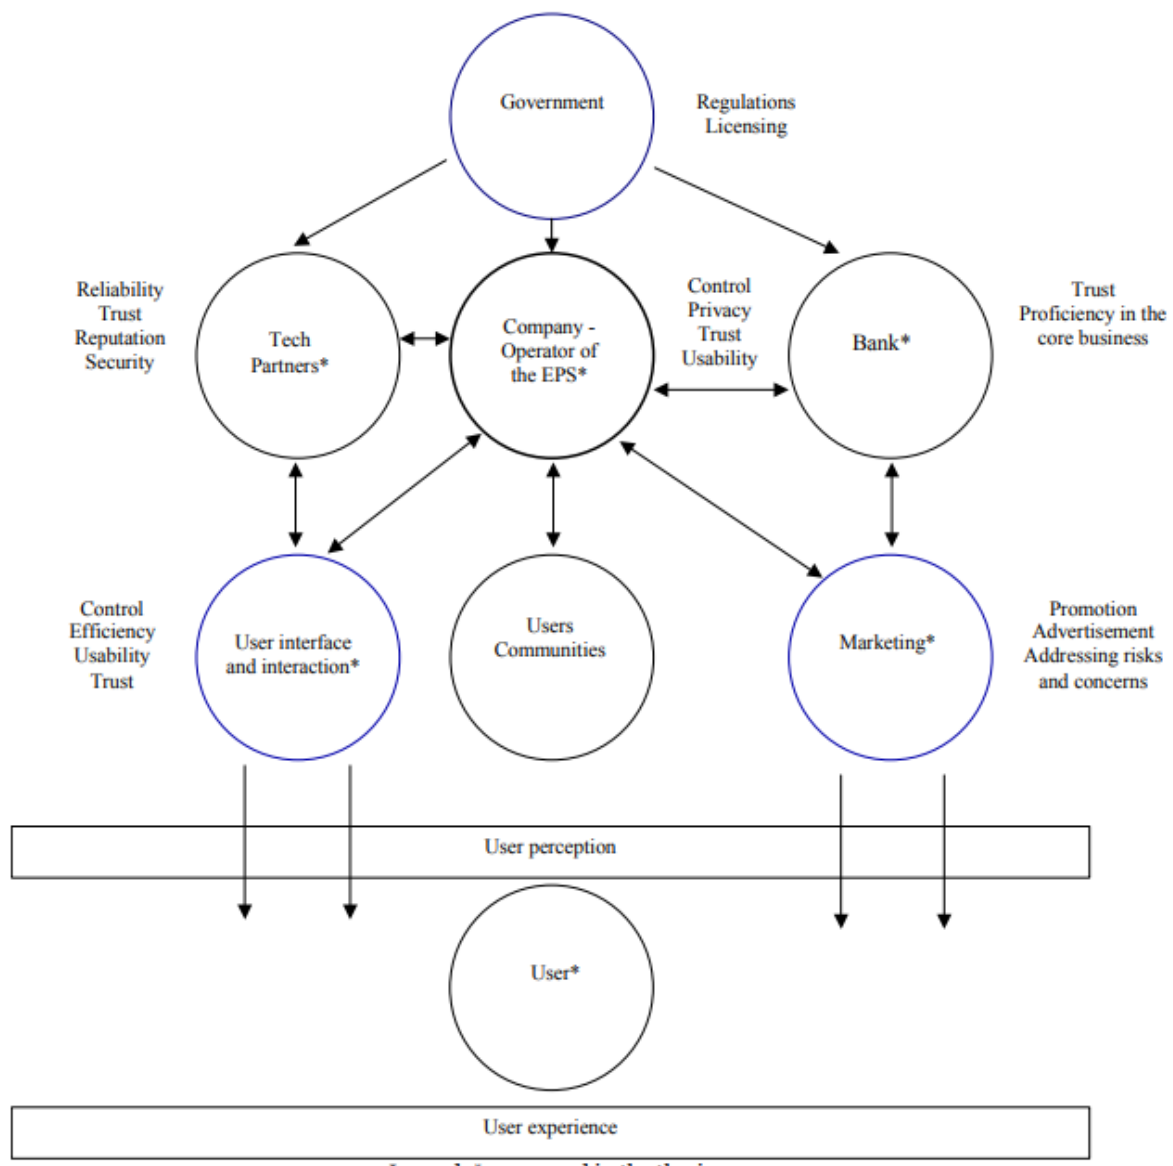 Government
Regulations
Licensing
Reliability
Trust
Reputation
Security
Tech
Partners*
Company -
Operator of
the EPS*
Control
Privacy
Trust
Usability
Bank*
Trust
Proficiency in the
core business
Control
Efficiency
Usability
Trust
User interface
and interaction*
Users
Communities
Marketing*
Promotion
Advertisement
Addressing risks
and concerns
User perception
User*
User experience